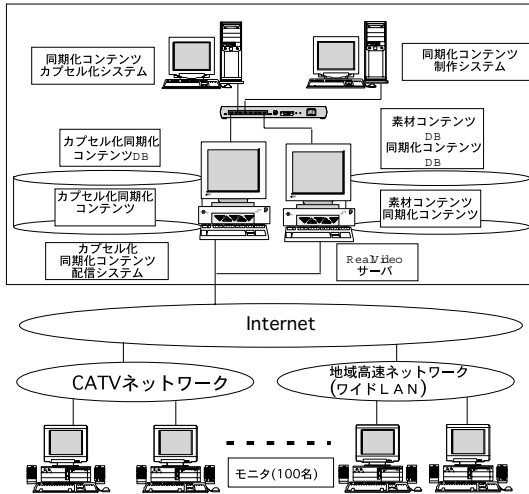 同期化コンテンツ
カプセル化システム
同期化コンテンツ
制作システム
カプセル化同期化
コンテンツDB
素材コンテンツ
DB
同期化コンテンツ
DB
カプセル化同期化
コンテンツ
素材コンテンツ
同期化コンテンツ
カプセル化
同期化コンテンツ
配信システム
RealVideo
サーバ
Internet
CATVネットワーク
地域高速ネットワーク
(ワイドLAN)
モニタ(100名)